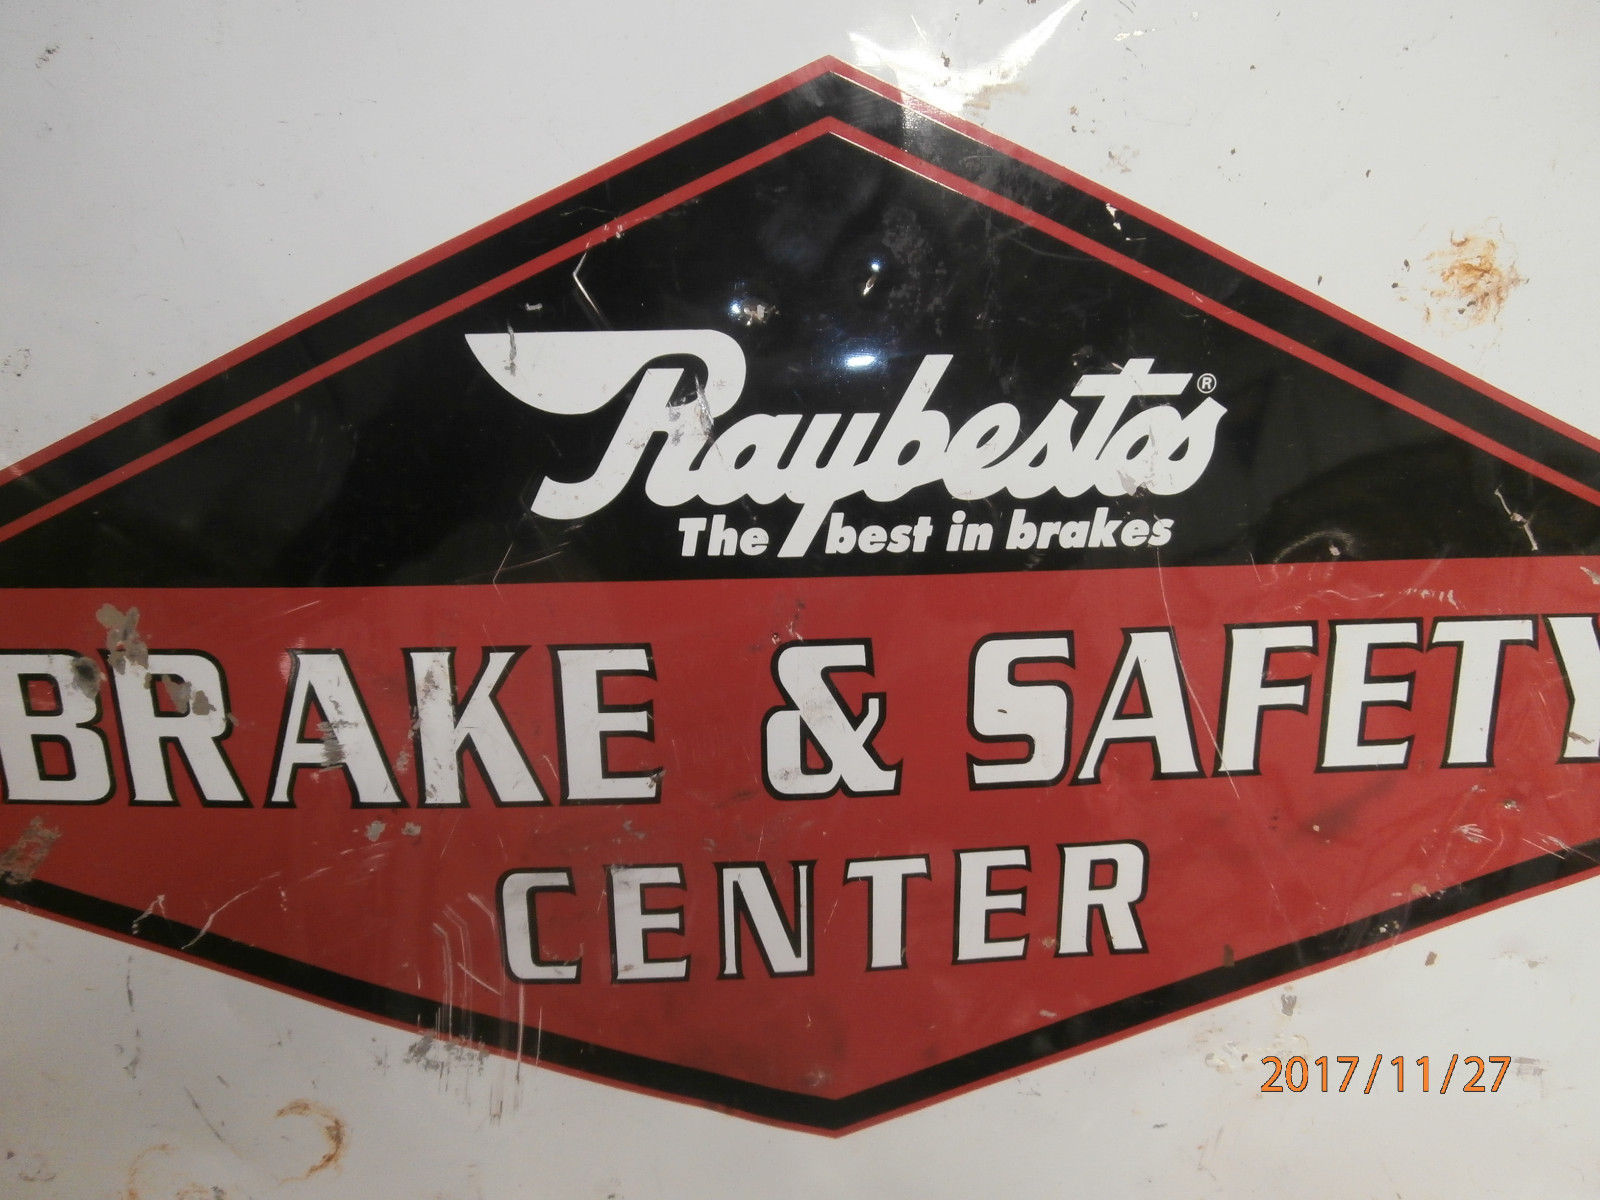 Raybestos®
The best in brakes
BRAKE & SAFETY
CENTER
2017/11/27